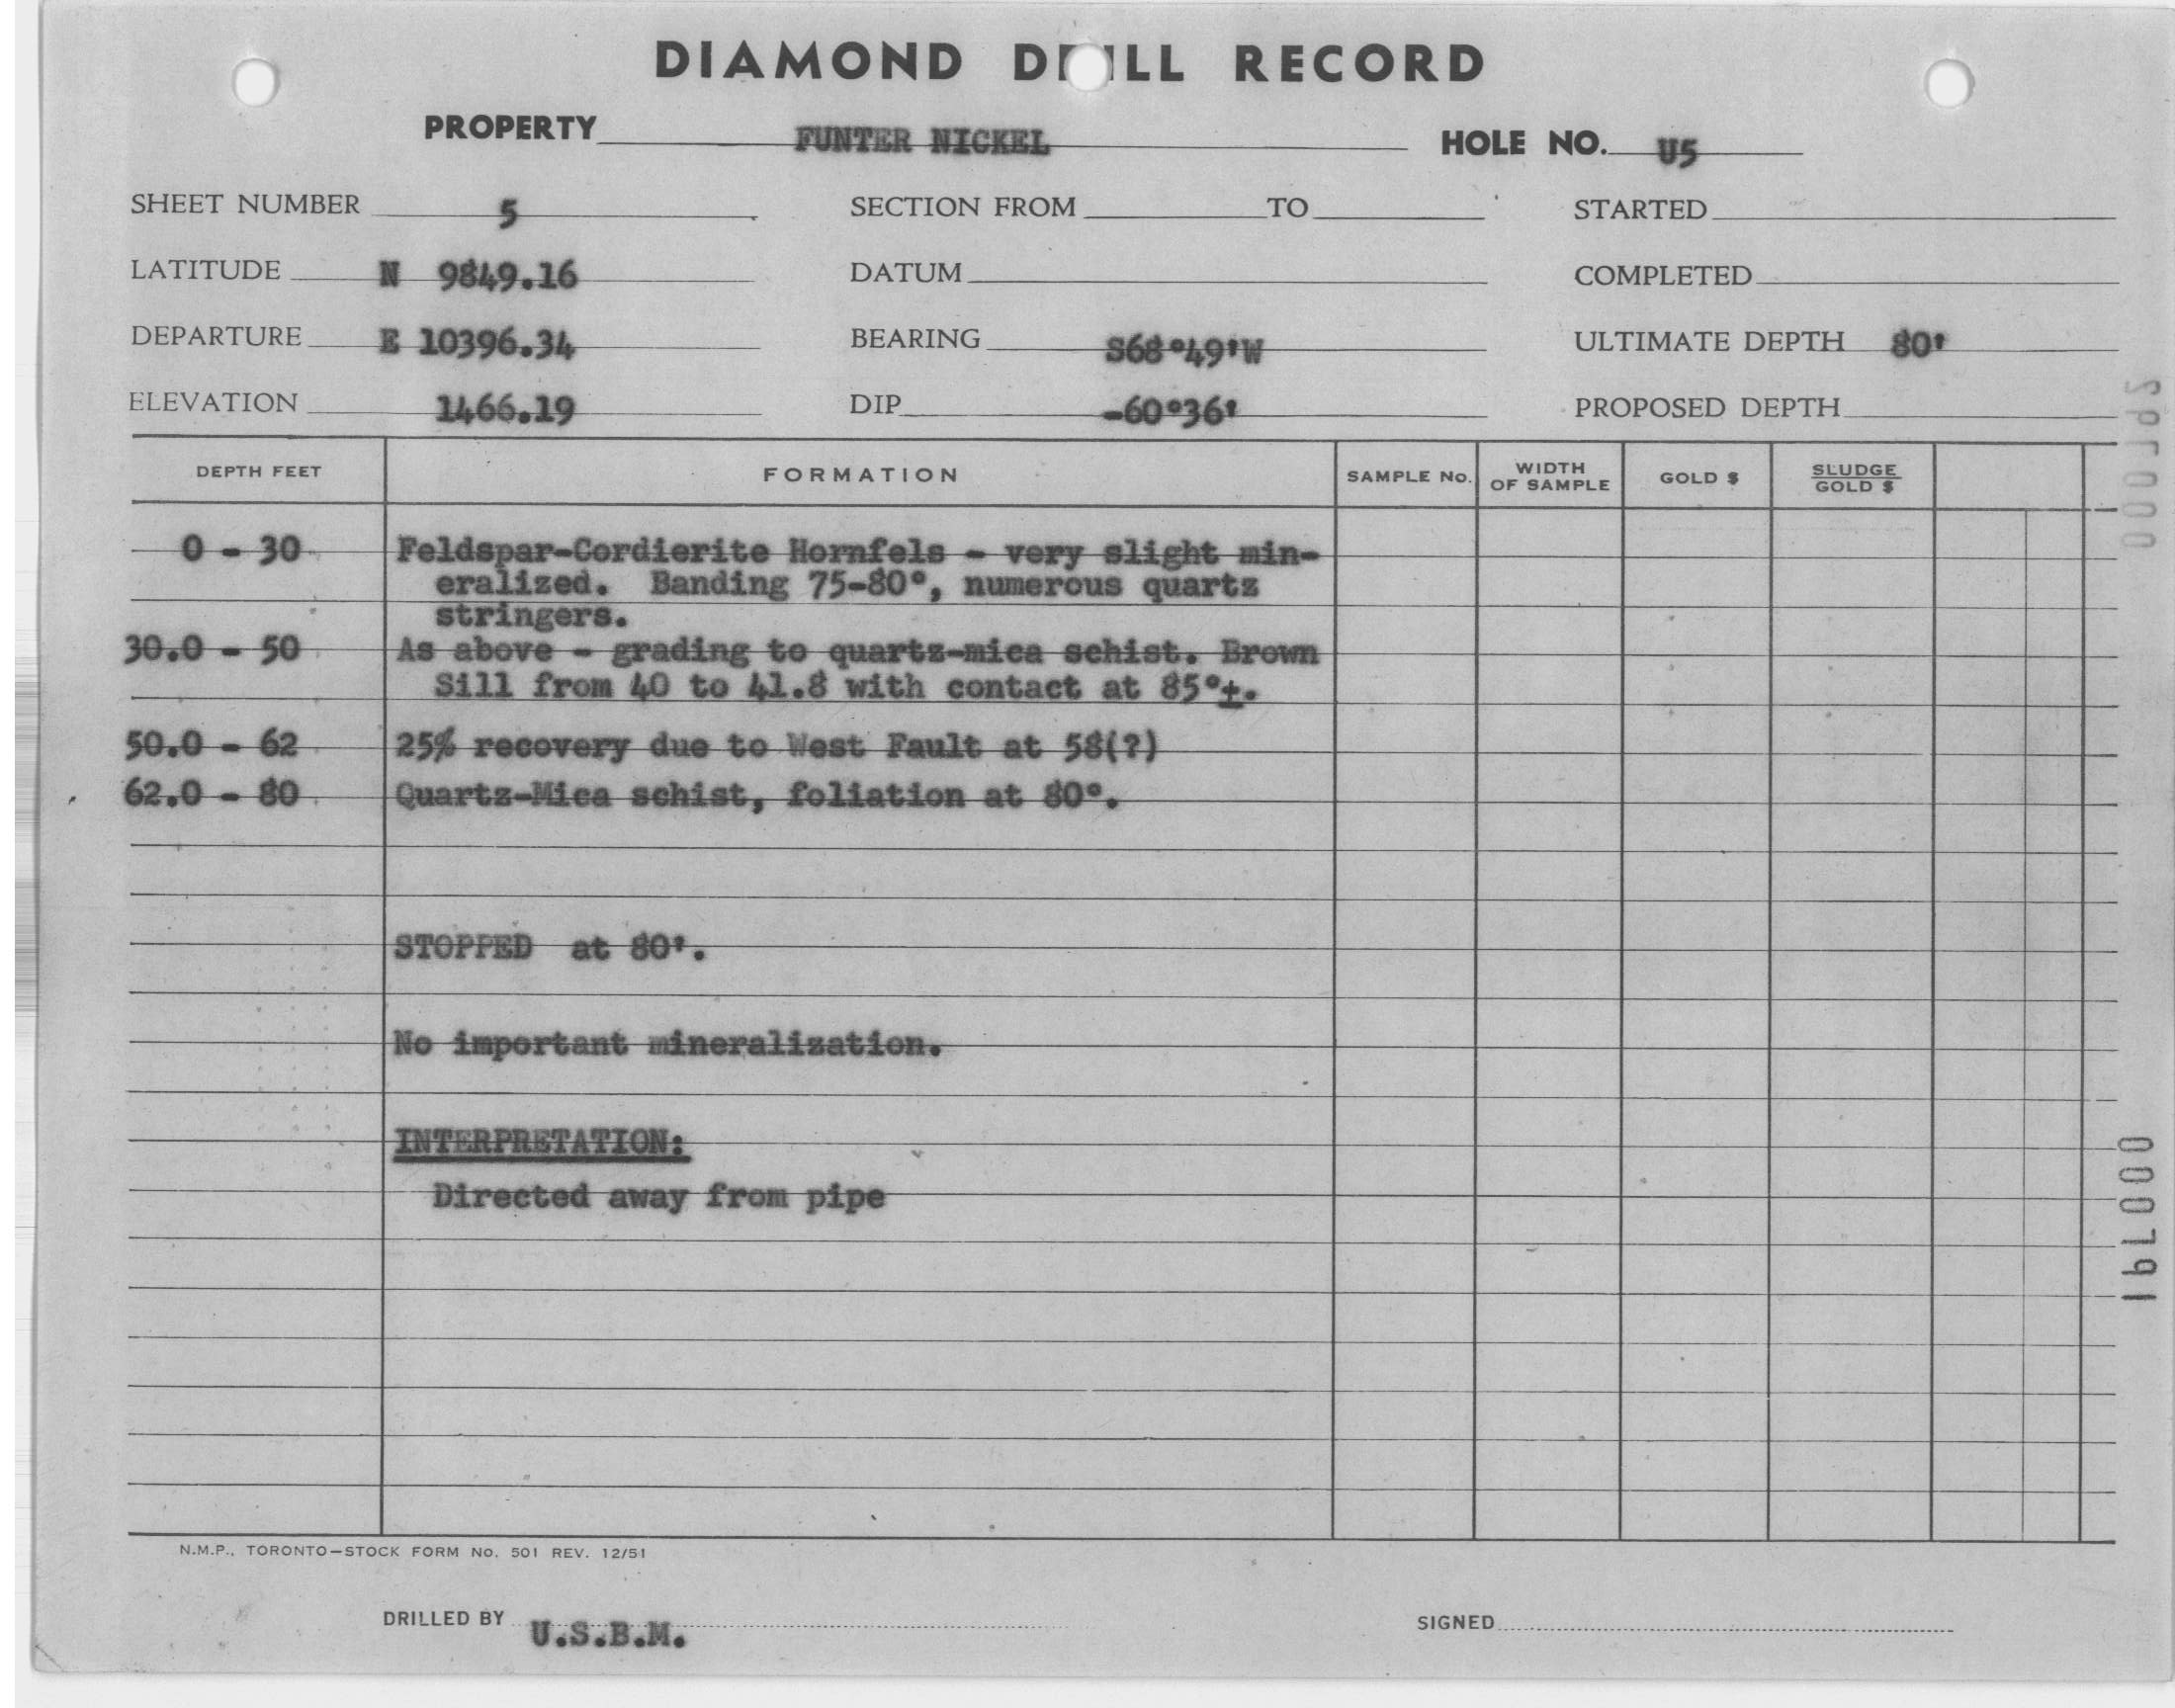 DIAMOND DRILL RECORD
PROPERTY FUNTER NICKEL HOLE NO. U5
SHEET NUMBER 5 SECTION FROM TO STARTED
LATITUDE N 9849.16 DATUM COMPLETED
DEPARTURE E 10396.34 BEARING S68°49'W ULTIMATE DEPTH 80'
ELEVATION 1466.19 DIP -60°36' PROPOSED DEPTH
DEPTH FEET FORMATION SAMPLE No. WIDTH OF SAMPLE GOLD $ SLUDGE GOLD $
0 - 30 Feldspar-Cordierite Hornfels - very slight min-
eralized. Banding 75-80°, numerous quartz
stringers.
30.0 - 50 As above - grading to quartz-mica schist. Brown
Sill from 40 to 41.8 with contact at 85°±.
50.0 - 62 25% recovery due to West Fault at 58(?)
62.0 - 80 Quartz-Mica schist, foliation at 80°.
STOPPED at 80'.
No important mineralization.
INTERPRETATION:
Directed away from pipe
N.M.P., TORONTO—STOCK FORM No. 501 REV. 12/51
DRILLED BY U.S.B.M. SIGNED